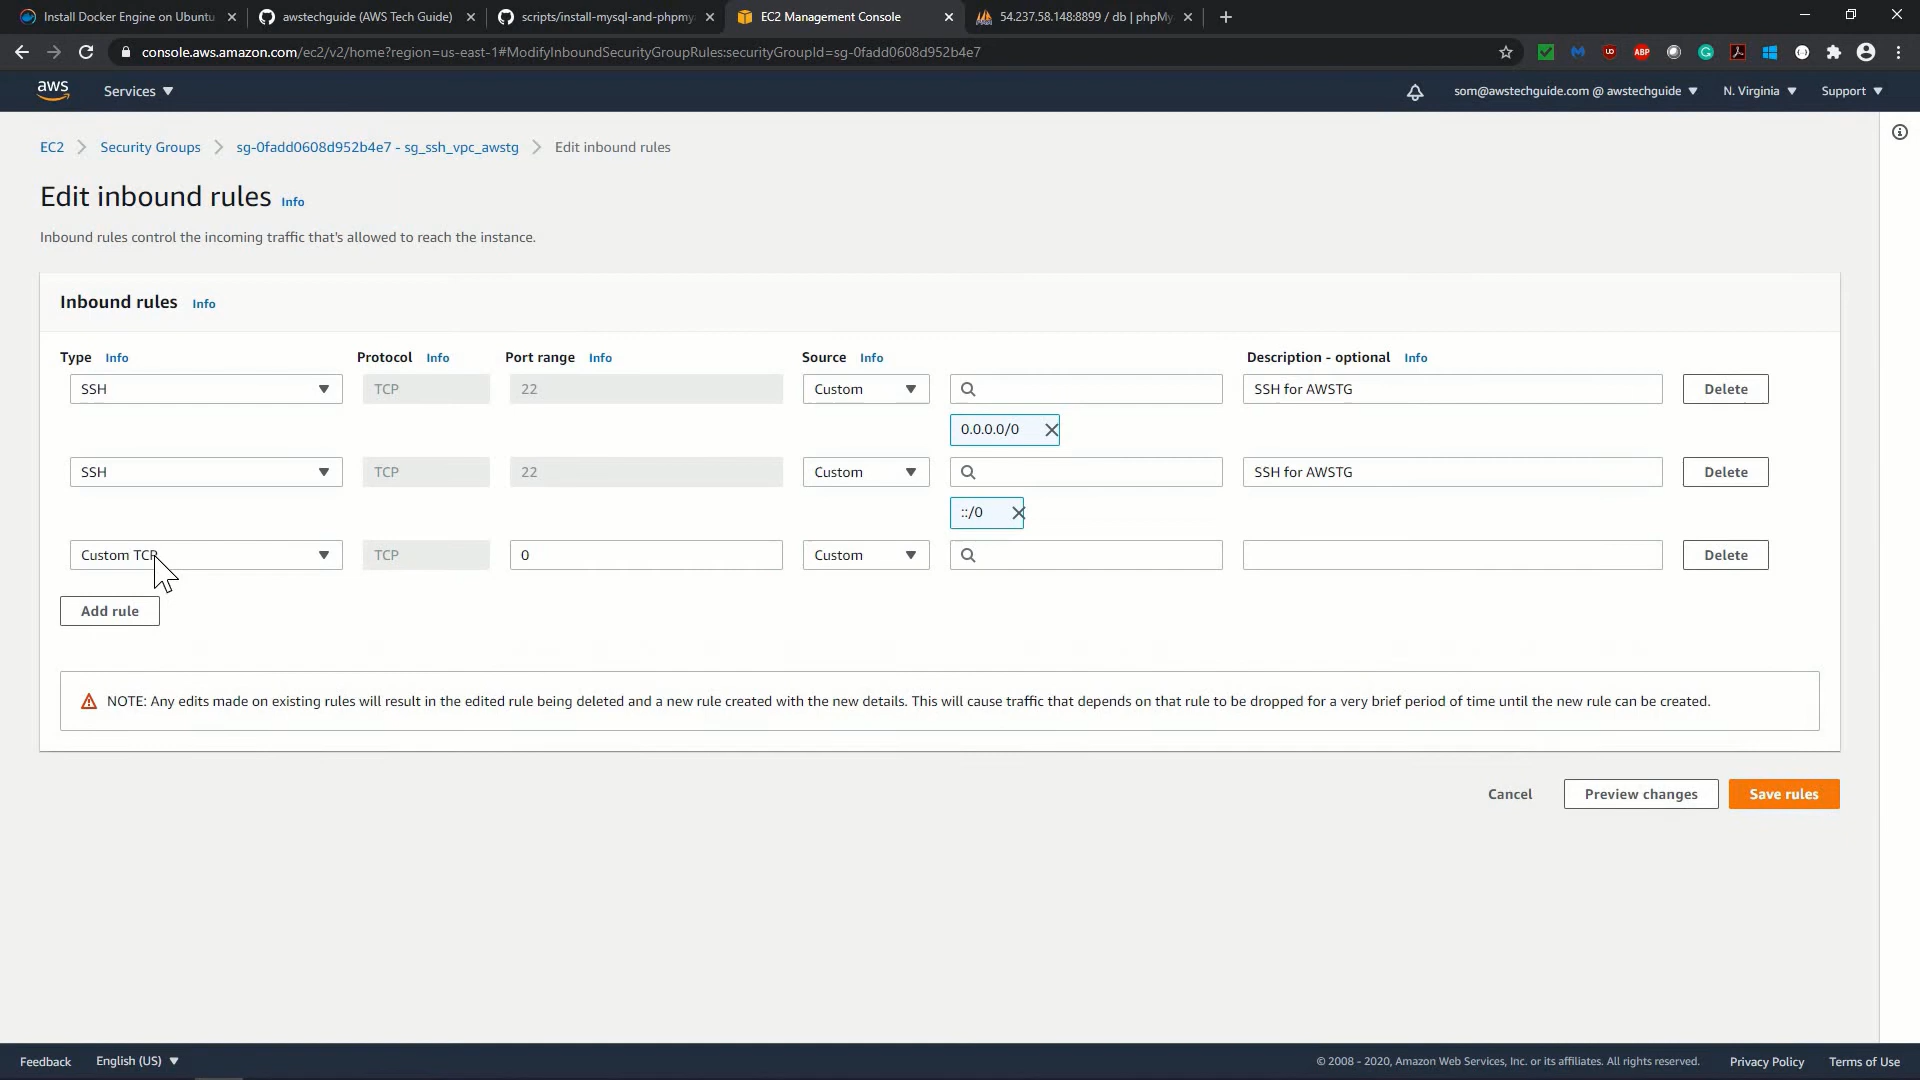 Install Docker Engine on Ubuntu
awstechguide (AWS Tech Guide)
scripts/install-mysql-and-phpmy
EC2 Management Console
54.237.58.148:8899 / db | phpMy
console.aws.amazon.com/ec2/v2/home?region=us-east-1#ModifyInboundSecurityGroupRules:securityGroupId=sg-0fadd0608d952b4e7
ABP
aws
Services
som@awstechguide.com @ awstechguide
N. Virginia
Support
EC2
Security Groups
sg-0fadd0608d952b4e7 - sg_ssh_vpc_awstg
Edit inbound rules
Edit inbound rules Info
Inbound rules control the incoming traffic that's allowed to reach the instance.
Inbound rules Info
Type Info Protocol Info Port range Info Source Info Description - optional Info
SSH TCP 22 Custom SSH for AWSTG Delete
0.0.0.0/0
SSH TCP 22 Custom SSH for AWSTG Delete
::/0
Custom TCP TCP 0 Custom Delete
Add rule
NOTE: Any edits made on existing rules will result in the edited rule being deleted and a new rule created with the new details. This will cause traffic that depends on that rule to be dropped for a very brief period of time until the new rule can be created.
Cancel Preview changes Save rules
Feedback English (US) © 2008 - 2020, Amazon Web Services, Inc. or its affiliates. All rights reserved. Privacy Policy Terms of Use